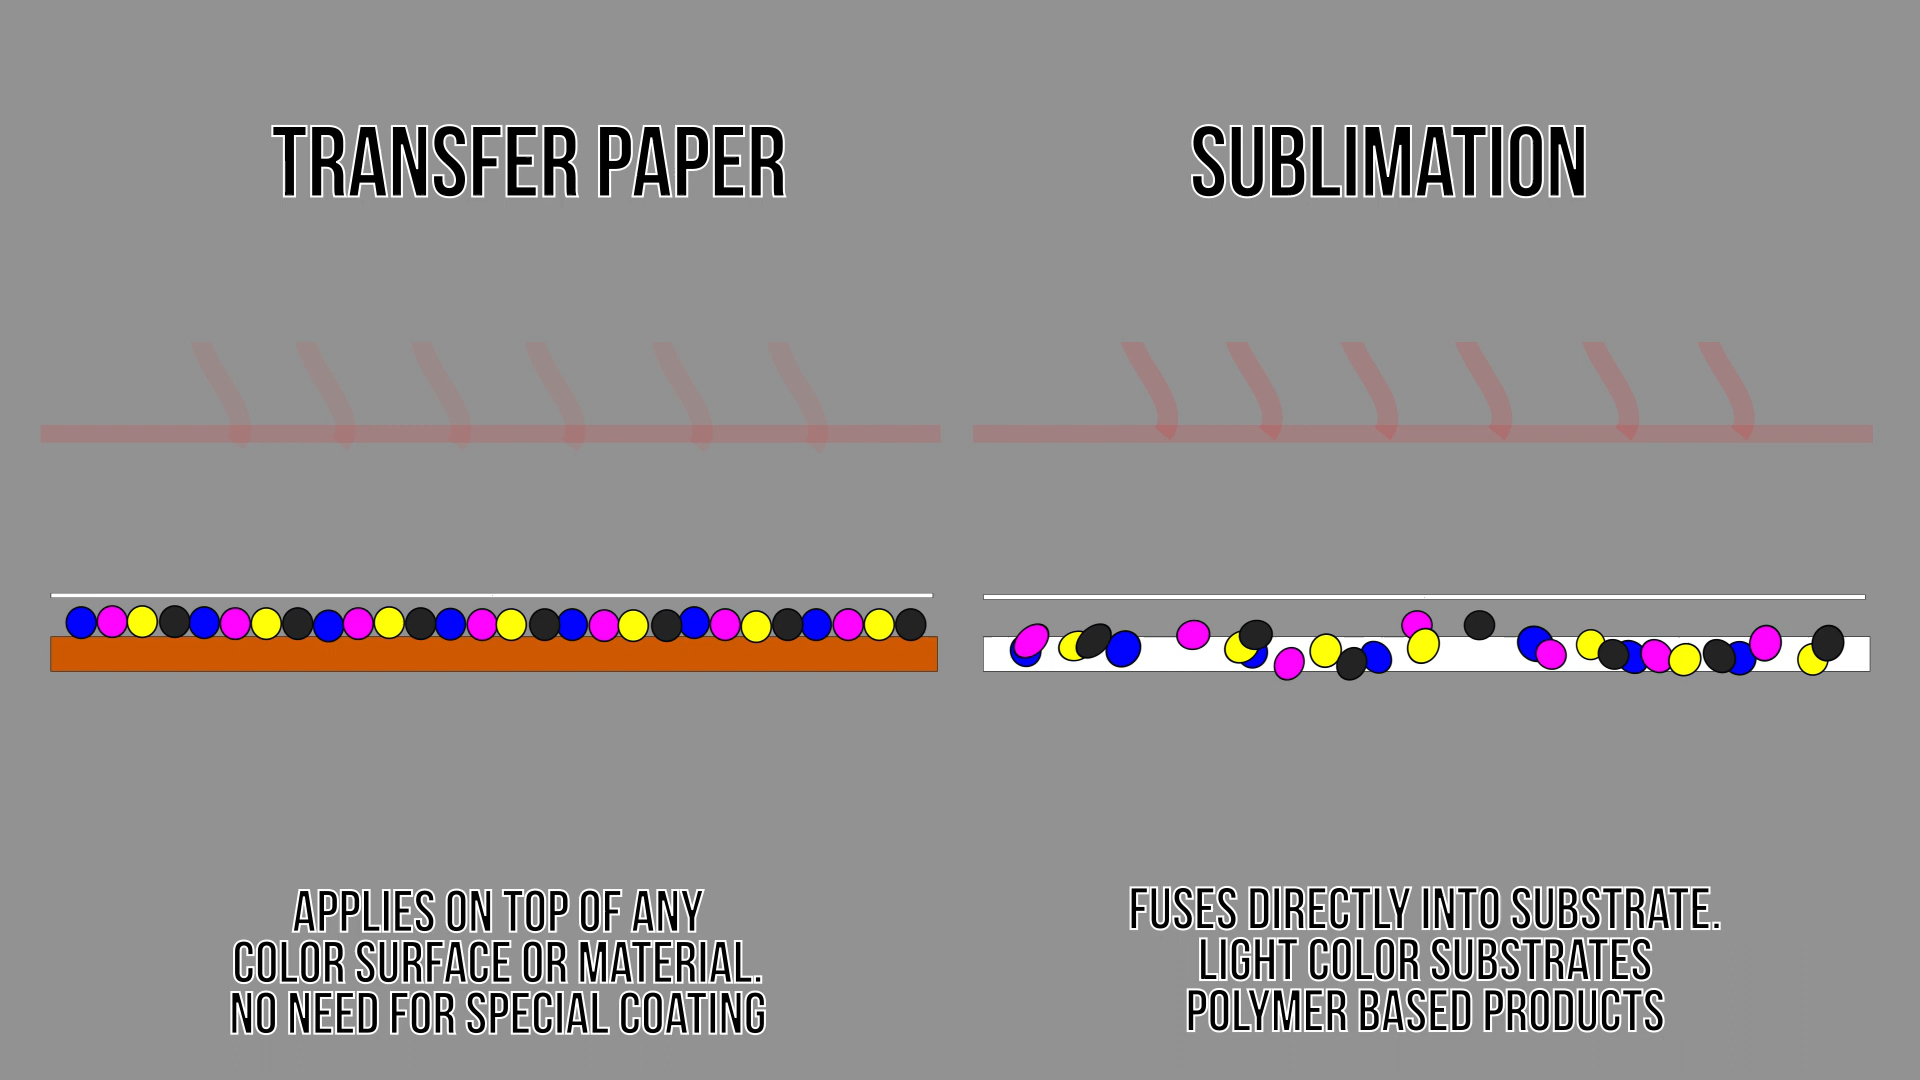 TRANSFER PAPER
APPLIES ON TOP OF ANY
COLOR SURFACE OR MATERIAL.
NO NEED FOR SPECIAL COATING
SUBLIMATION
FUSES DIRECTLY INTO SUBSTRATE.
LIGHT COLOR SUBSTRATES
POLYMER BASED PRODUCTS